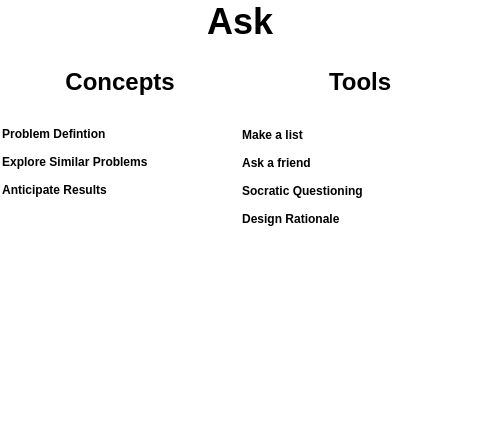 Ask
Concepts
Tools
Problem Defintion
Explore Similar Problems
Anticipate Results
Make a list
Ask a friend
Socratic Questioning
Design Rationale